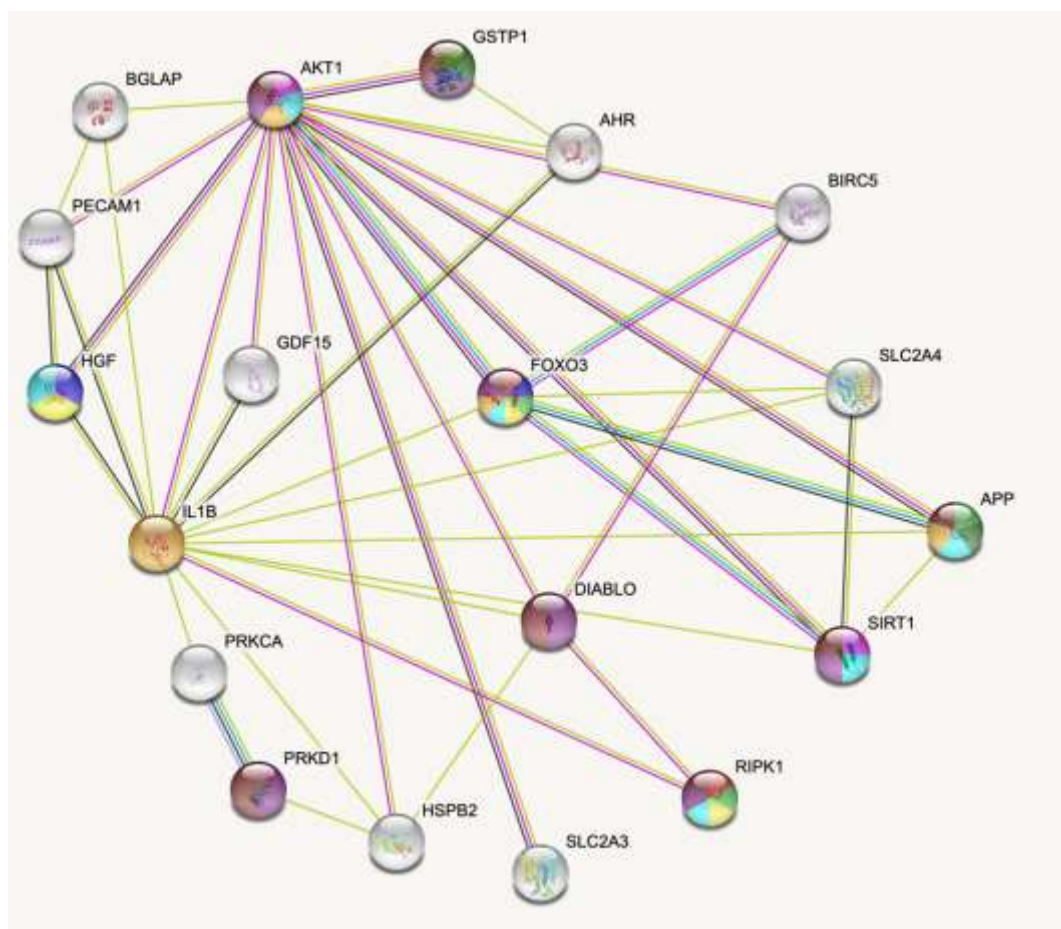 GSTP1
AKT1
BGLAP
AHR
BIRC5
PECAM1
HGF
GDF15
FOXO3
SLC2A4
IL1B
APP
DIABLO
SIRT1
PRKCA
PRKD1
RIPK1
HSPB2
SLC2A3